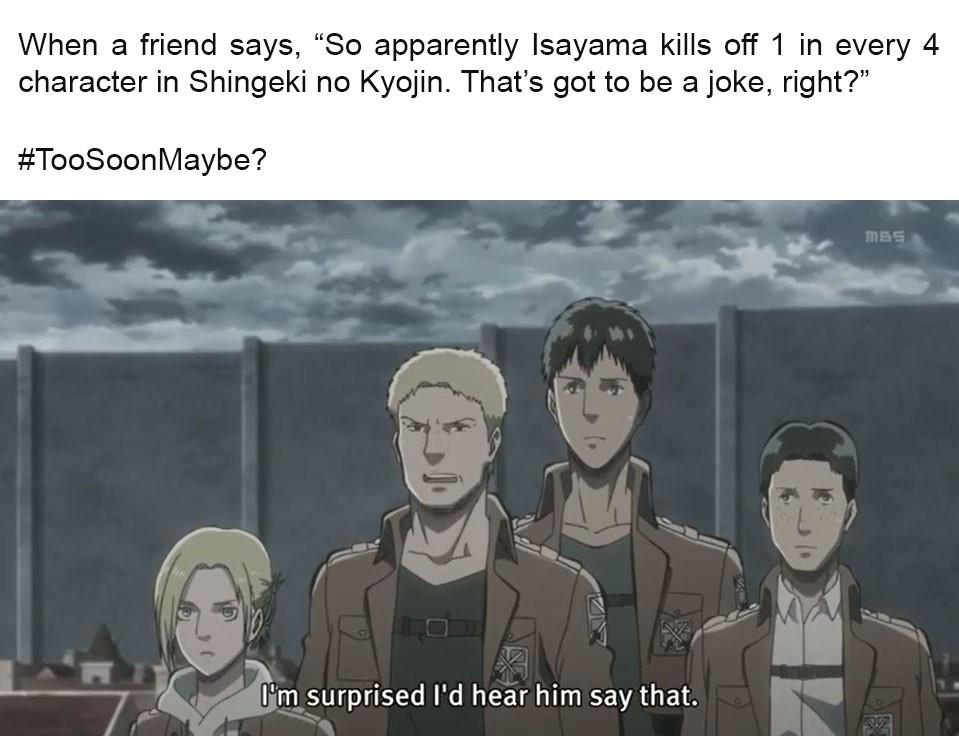 When a friend says, “So apparently Isayama kills off 1 in every 4
character in Shingeki no Kyojin. That’s got to be a joke, right?”
#TooSoonMaybe?
MBS
I'm surprised I'd hear him say that.